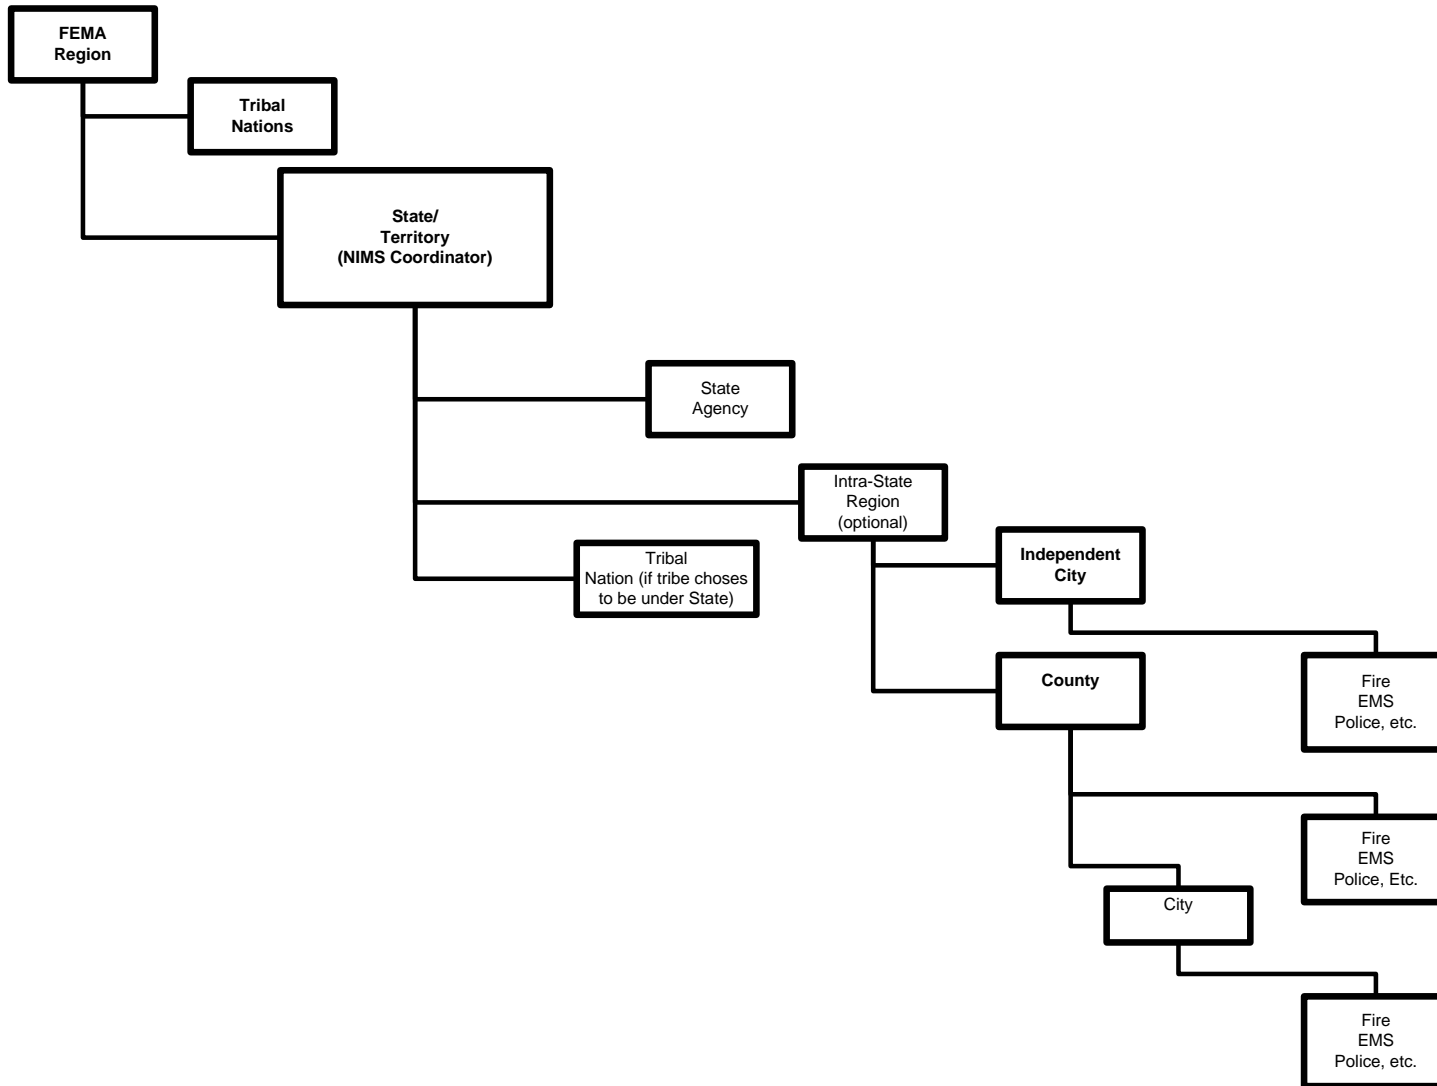 FEMA
Region
Tribal
Nations
State/
Territory
(NIMS Coordinator)
State
Agency
Intra-State
Region
(optional)
Tribal
Nation (if tribe choses
to be under State)
Independent
City
County
Fire
EMS
Police, etc.
Fire
EMS
Police, Etc.
City
Fire
EMS
Police, etc.